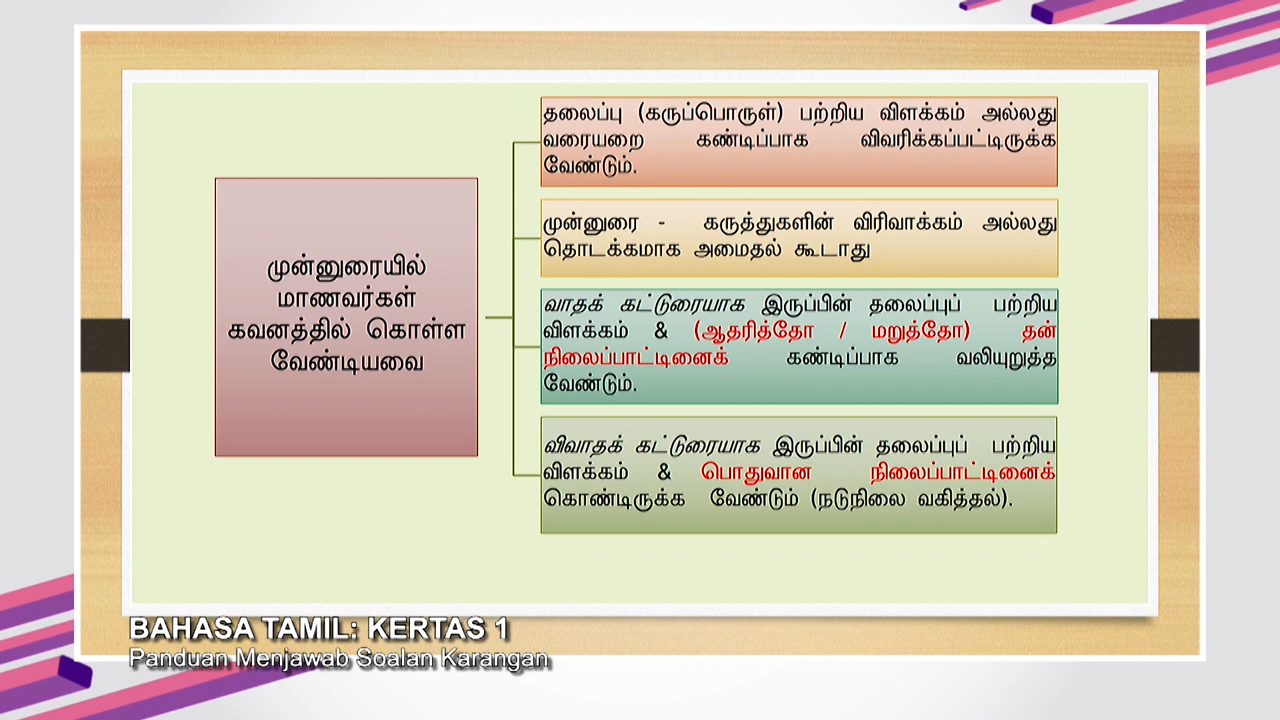 முன்னுரையில்
மாணவர்கள்
கவனத்தில் கொள்ள
வேண்டியவை
தலைப்பு (கருப்பொருள்) பற்றிய விளக்கம் அல்லது
வரையறை கண்டிப்பாக விவரிக்கப்பட்டிருக்க
வேண்டும்.
முன்னுரை - கருத்துகளின் விரிவாக்கம் அல்லது
தொடக்கமாக அமைதல் கூடாது
வாதக் கட்டுரையாக இருப்பின் தலைப்புப் பற்றிய
விளக்கம் & (ஆதரித்தோ / மறுத்தோ) தன்
நிலைப்பாட்டினைக் கண்டிப்பாக வலியுறுத்த
வேண்டும்.
விவாதக் கட்டுரையாக இருப்பின் தலைப்புப் பற்றிய
விளக்கம் & பொதுவான நிலைப்பாட்டினைக்
கொண்டிருக்க வேண்டும் (நடுநிலை வகித்தல்).
BAHASA TAMIL: KERTAS 1
Panduan Menjawab Soalan Karangan